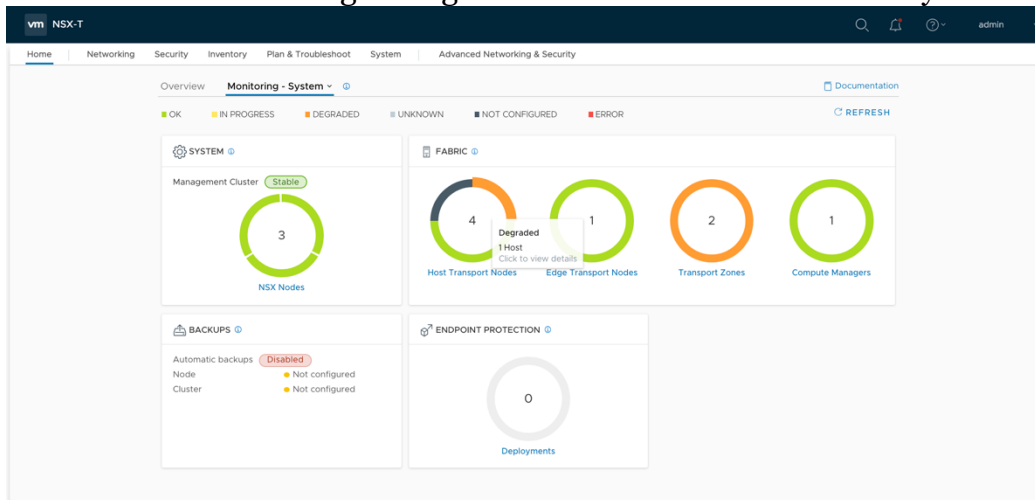 vm NSX-T
admin
Home Networking Security Inventory Plan & Troubleshoot System Advanced Networking & Security
Overview Monitoring - System
Documentation
OK IN PROGRESS DEGRADED UNKNOWN NOT CONFIGURED ERROR
REFRESH
SYSTEM
Management Cluster Stable
3
NSX Nodes
FABRIC
4
Host Transport Nodes
Degraded
1 Host
Click to view details
1
Edge Transport Nodes
2
Transport Zones
1
Compute Managers
BACKUPS
Automatic backups Disabled
Node Not configured
Cluster Not configured
ENDPOINT PROTECTION
0
Deployments